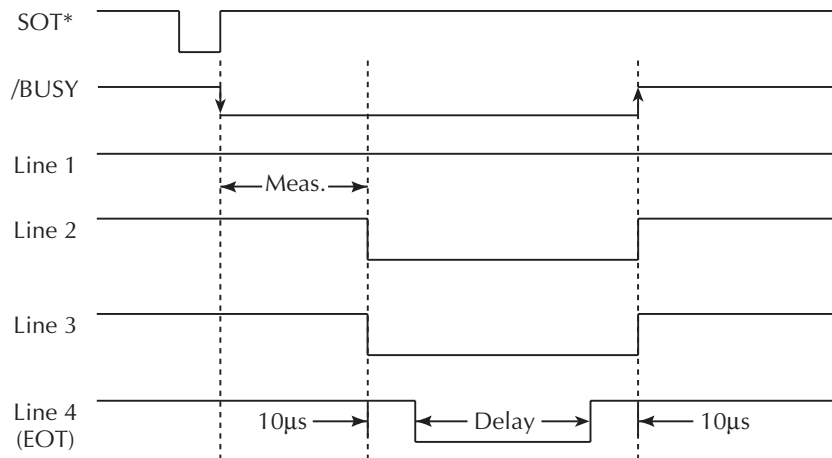 SOT*
/BUSY
Line 1
Meas.
Line 2
Line 3
Line 4
(EOT)
10µs
Delay
10µs